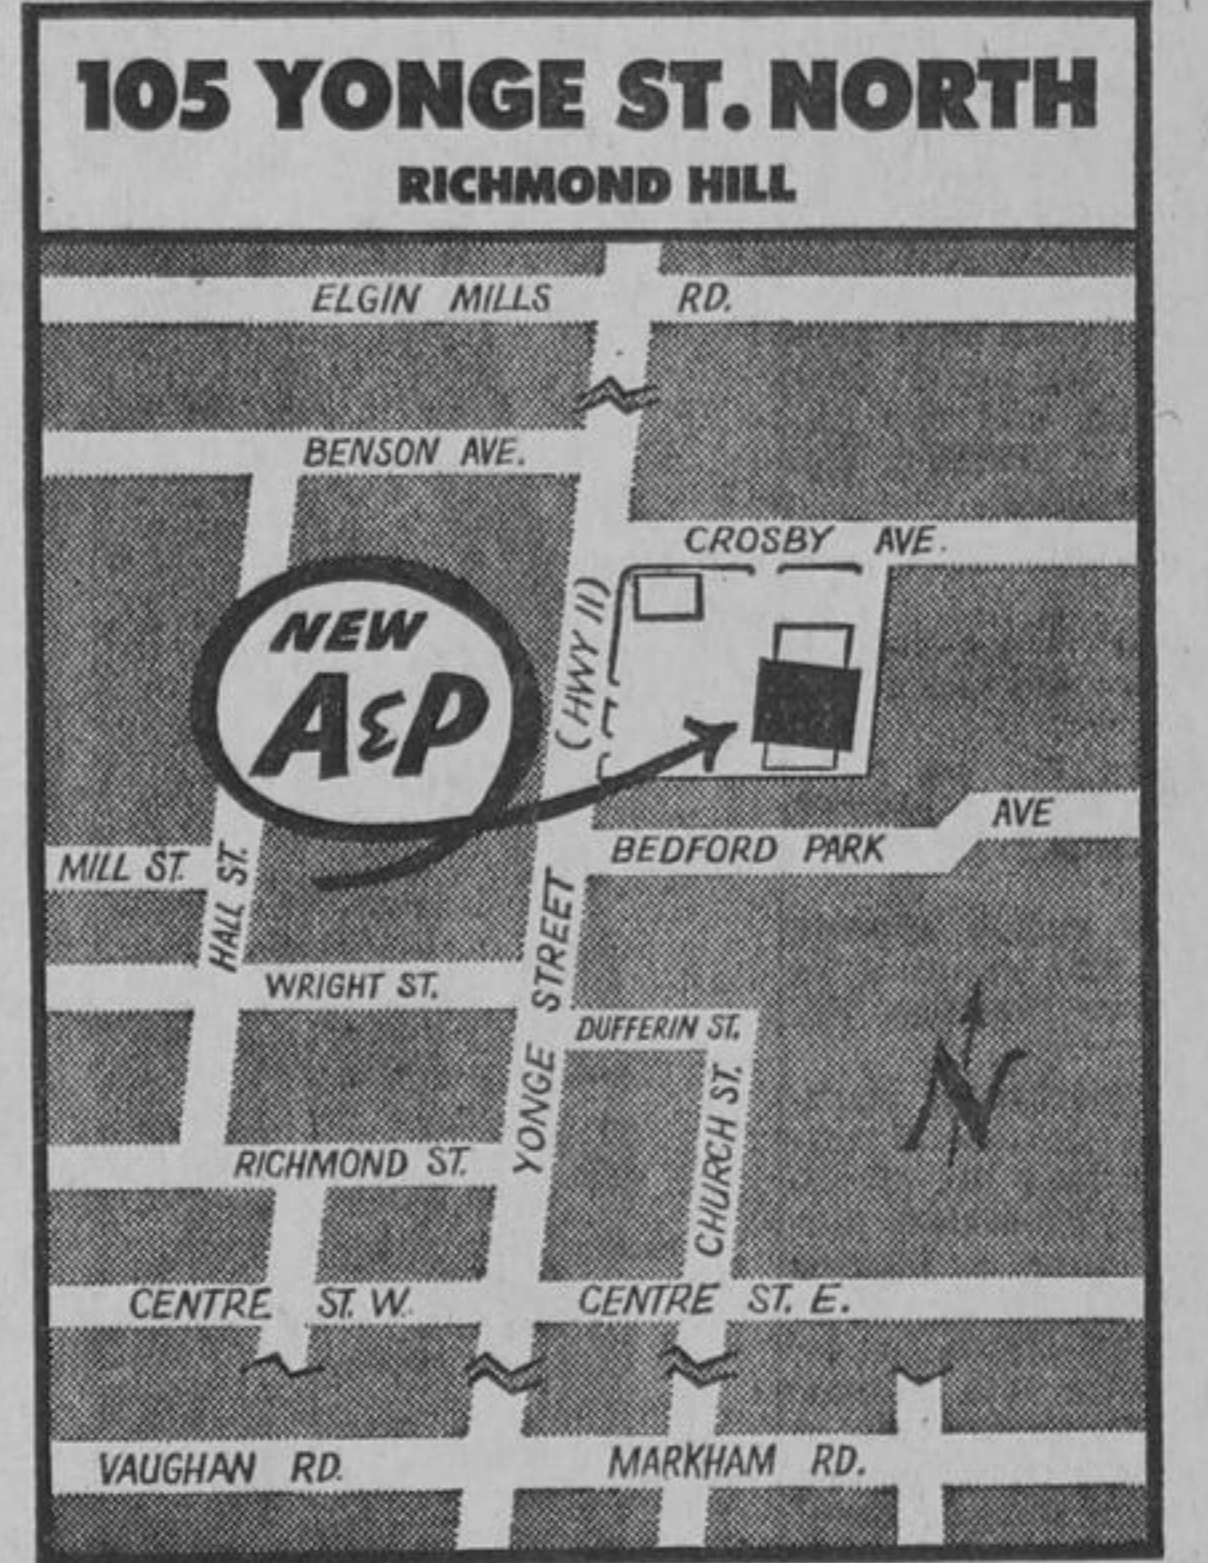 105 YONGE ST. NORTH
RICHMOND HILL
ELGIN MILLS RD.
BENSON AVE.
CROSBY AVE.
(HWY 11)
NEW
A&P
AVE
BEDFORD PARK
MILL ST.
HALL ST.
YONGE STREET
WRIGHT ST.
DUFFERIN ST.
CHURCH ST.
N
RICHMOND ST.
CENTRE ST. W.
CENTRE ST. E.
VAUGHAN RD.
MARKHAM RD.